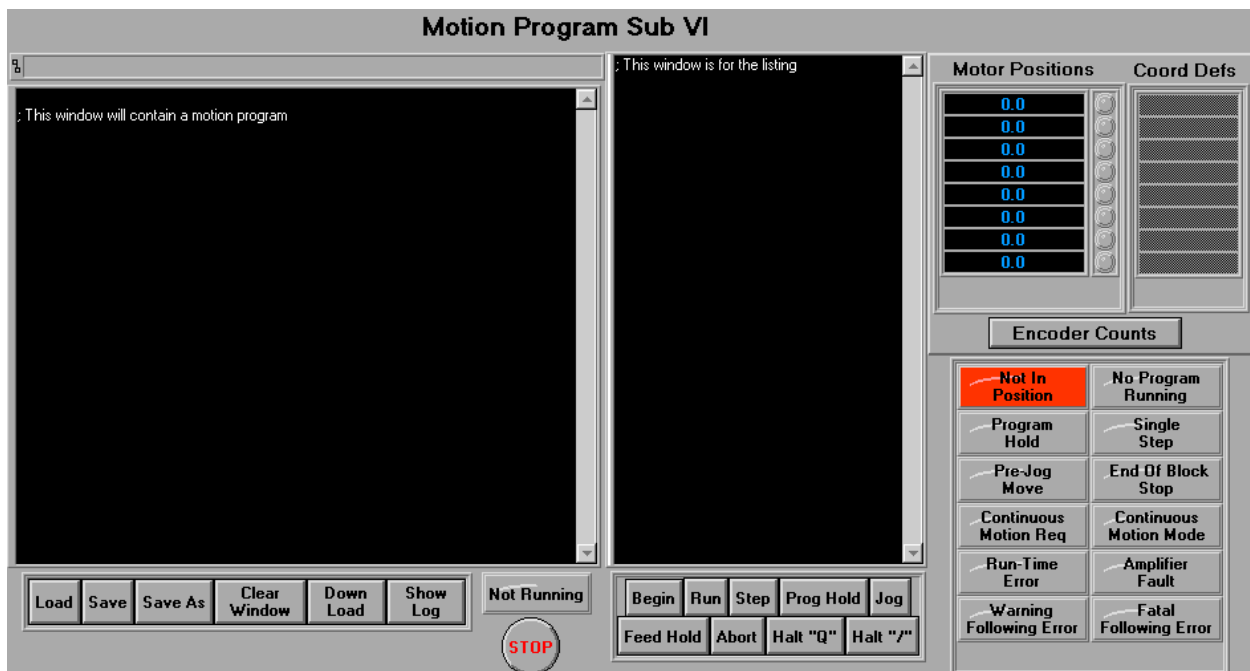 Motion Program Sub VI
; This window will contain a motion program
; This window is for the listing
Motor Positions
Coord Defs
0.0
0.0
0.0
0.0
0.0
0.0
0.0
0.0
Encoder Counts
Not In
Position
No Program
Running
Program
Hold
Single
Step
Pre-Jog
Move
End Of Block
Stop
Continuous
Motion Req
Continuous
Motion Mode
Run-Time
Error
Amplifier
Fault
Warning
Following Error
Fatal
Following Error
Load
Save
Save As
Clear
Window
Down
Load
Show
Log
Not Running
STOP
Begin
Run
Step
Prog Hold
Jog
Feed Hold
Abort
Halt "Q"
Halt "/"